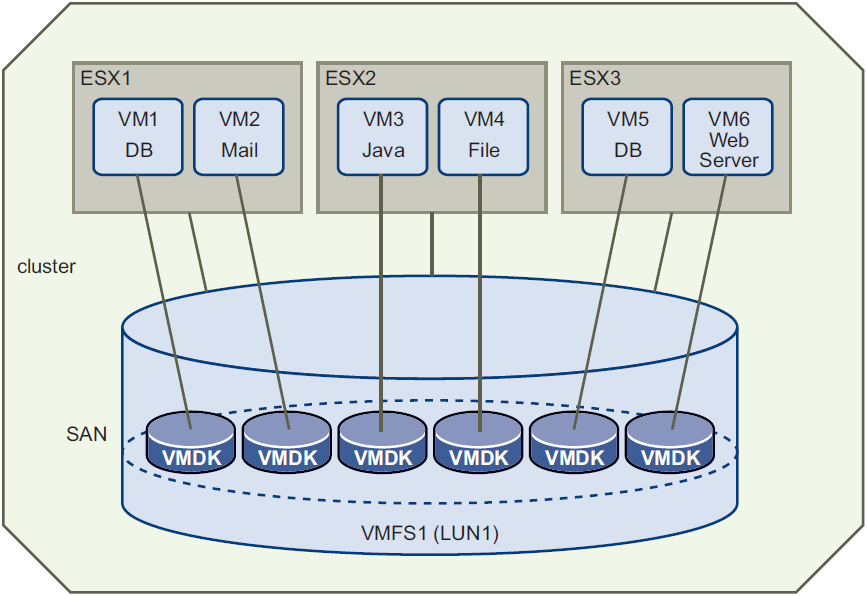 ESX1
VM1
DB
VM2
Mail
ESX2
VM3
Java
VM4
File
ESX3
VM5
DB
VM6
Web
Server
cluster
SAN
VMDK
VMDK
VMDK
VMDK
VMDK
VMDK
VMFS1 (LUN1)